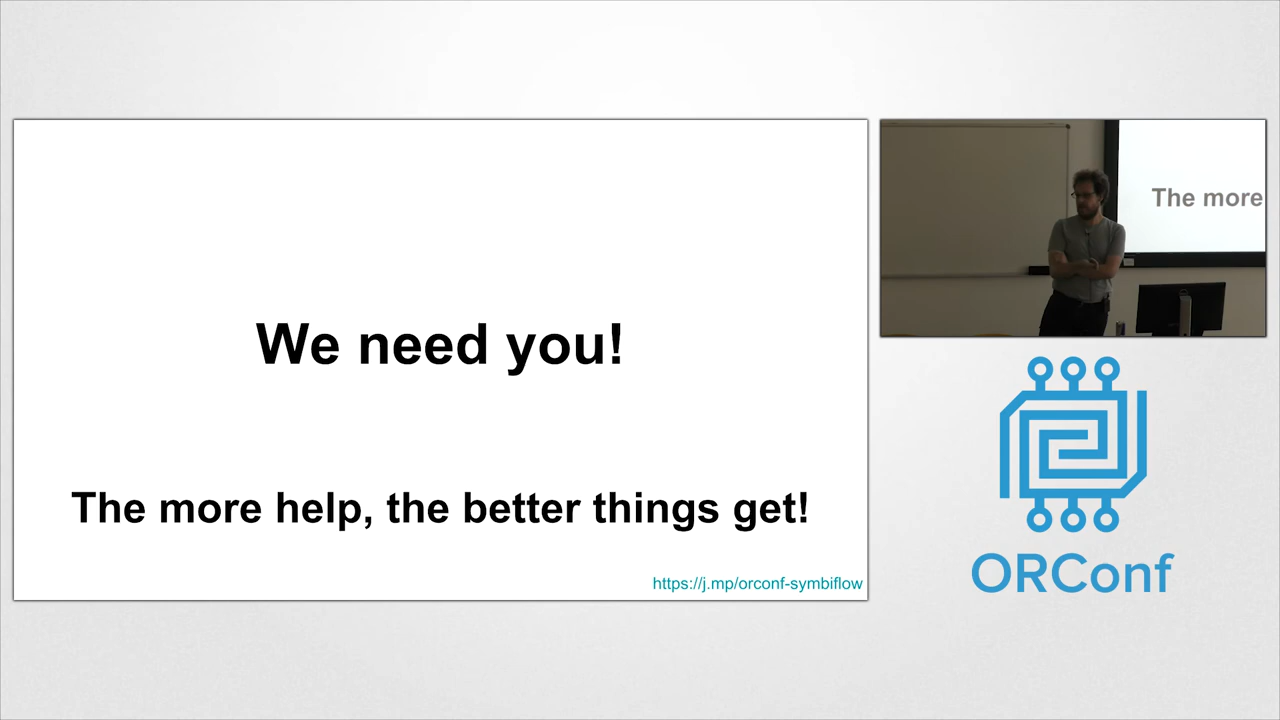 We need you!
The more help, the better things get!
https://j.mp/orconf-symbiflow
The more
ORConf